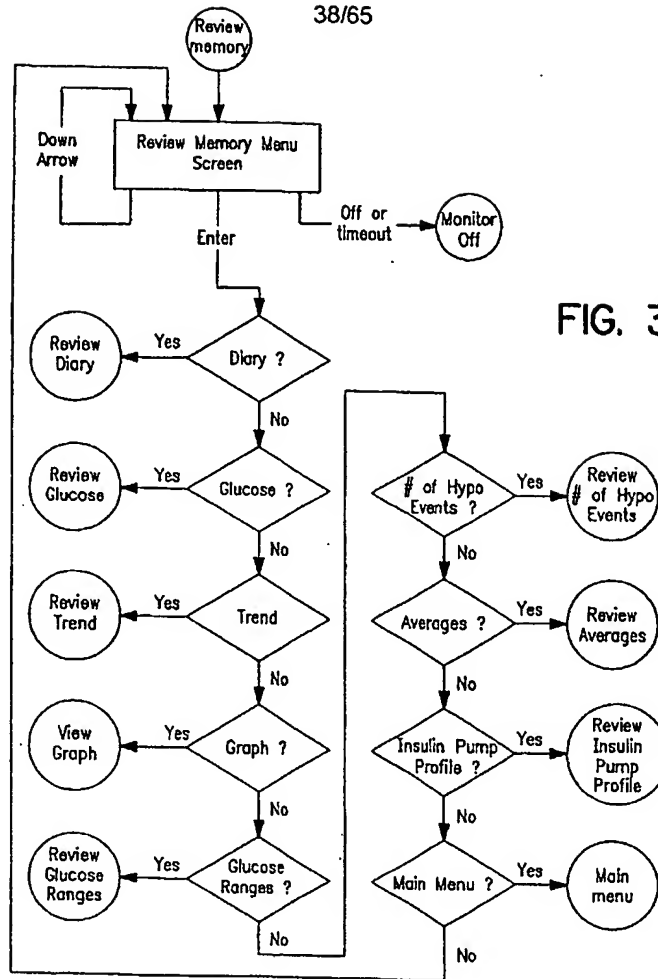 38/65
Review
memory
Down
Arrow
Review Memory Menu
Screen
Off or
timeout
Monitor
Off
Enter
FIG. 3
Review
Diary
Yes
Diary ?
No
Review
Glucose
Yes
Glucose ?
No
Review
Trend
Yes
Trend
No
View
Graph
Yes
Graph ?
No
Review
Glucose
Ranges
Yes
Glucose
Ranges ?
No
# of Hypo
Events ?
Yes
Review
# of Hypo
Events
No
Averages ?
Yes
Review
Averages
No
Insulin Pump
Profile ?
Yes
Review
Insulin
Pump
Profile
No
Main Menu ?
Yes
Main
menu
No